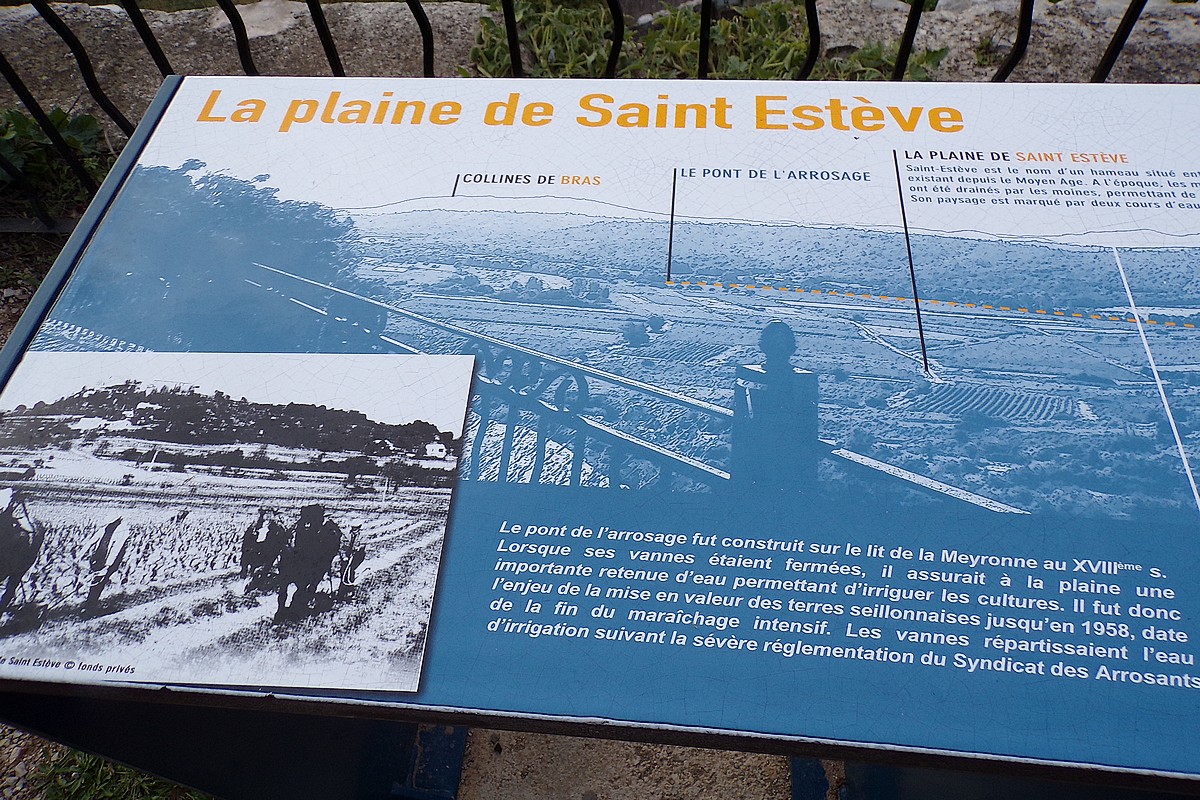 La plaine de Saint Estève
COLLINES DE BRAS
LE PONT DE L'ARROSAGE
LA PLAINE DE SAINT ESTÈVE
Saint-Estève est le nom d'un hameau situé
existant depuis le Moyen Age. A l'époque, les
ont été drainés par les moines, permettant de
Son paysage est marqué par deux cours d'eau
Le pont de l'arrosage fut construit sur le lit de la Meyronne au XVIIIème s.
Lorsque ses vannes étaient fermées, il assurait à la plaine une
importante retenue d'eau permettant d'irriguer les cultures. Il fut donc
l'enjeu de la mise en valeur des terres seillonnaises jusqu'en 1958, date
de la fin du maraîchage intensif. Les vannes répartissaient l'eau
d'irrigation suivant la sévère réglementation du Syndicat des Arrosants
Saint Estève © fonds privés